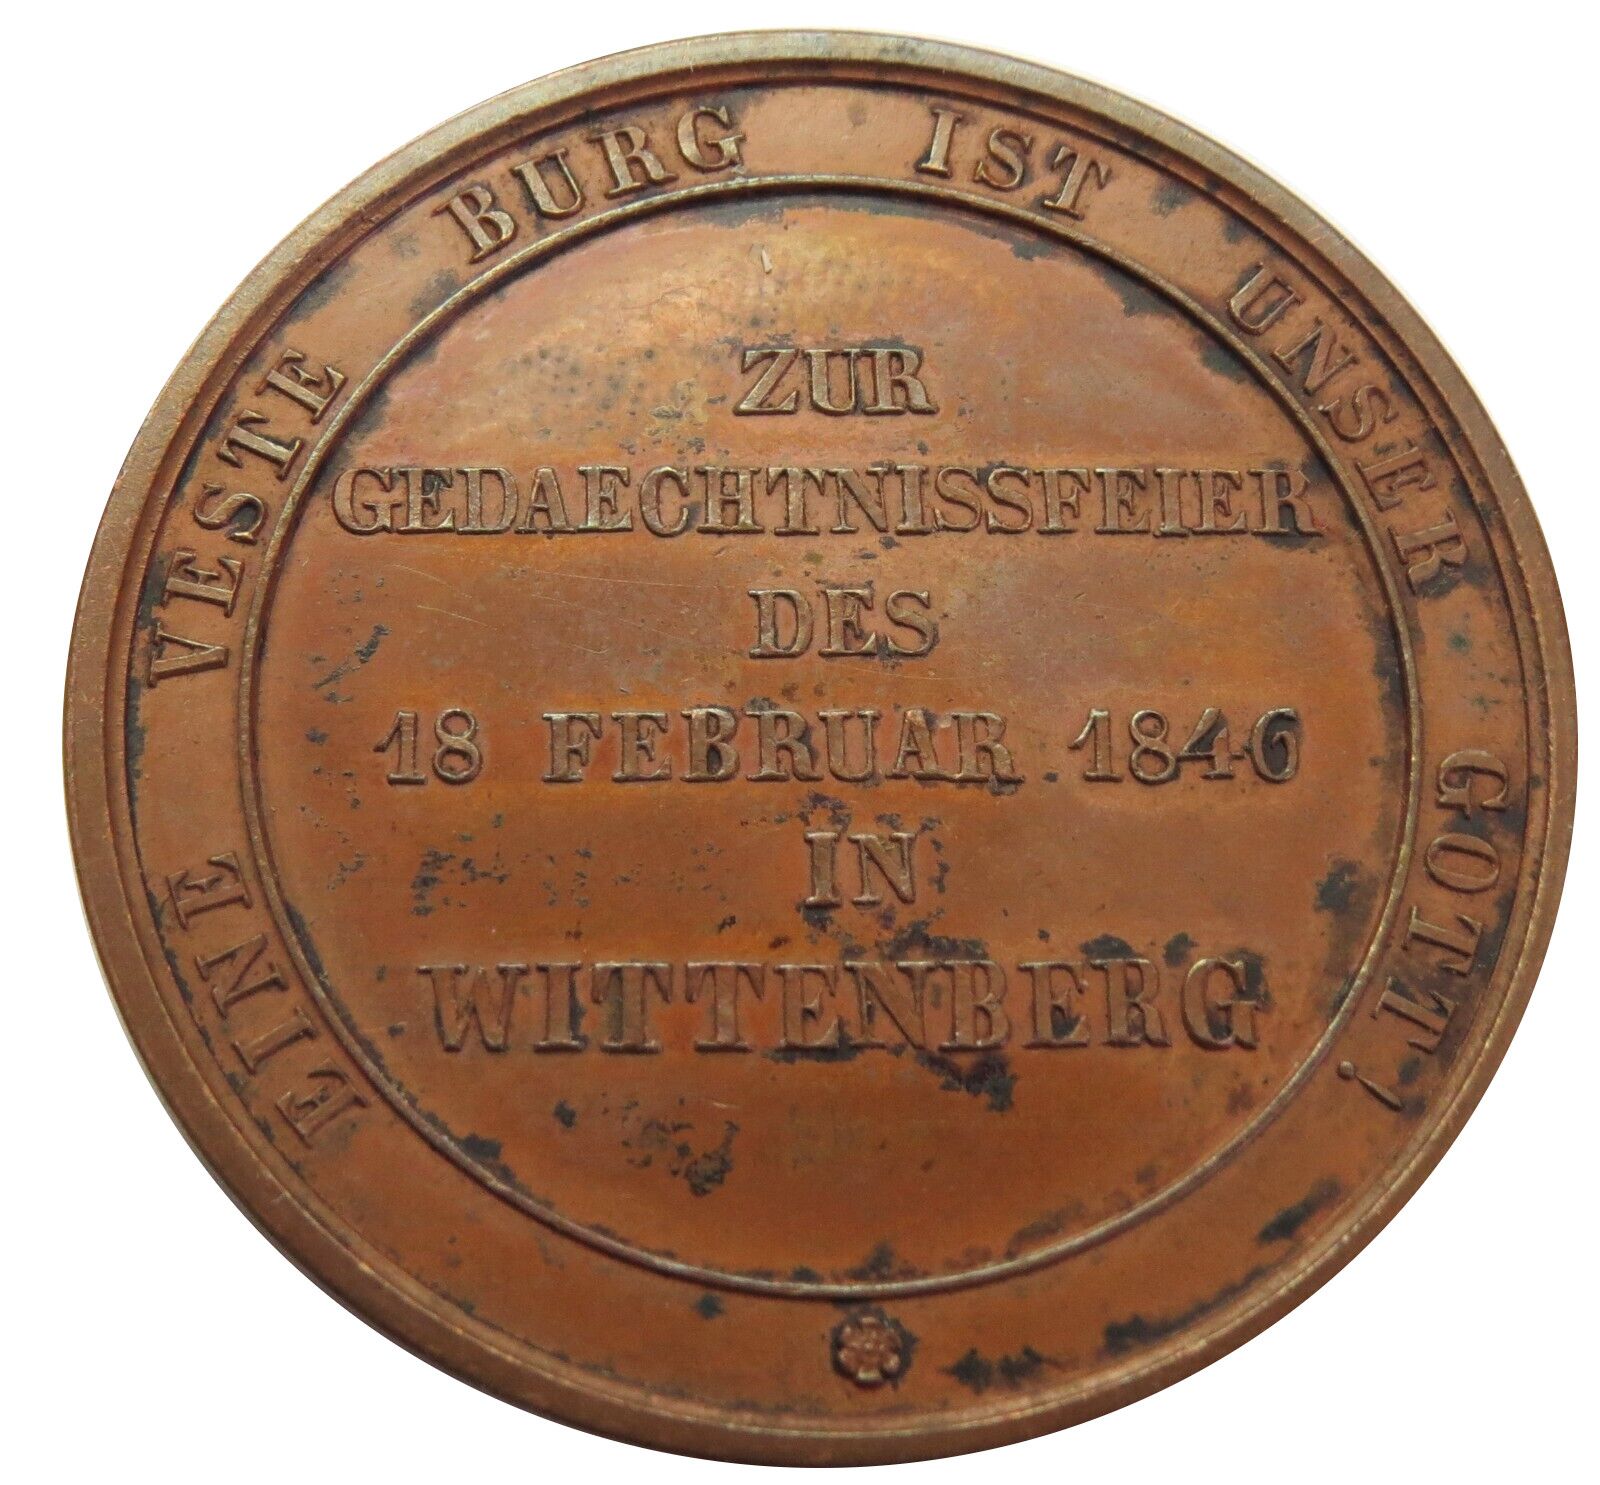 EINE VESTE BURG IST UNSER GOTT!
ZUR
GEDAECHTNISSFEIER
DES
18 FEBRUAR 1846
IN
WITTENBERG